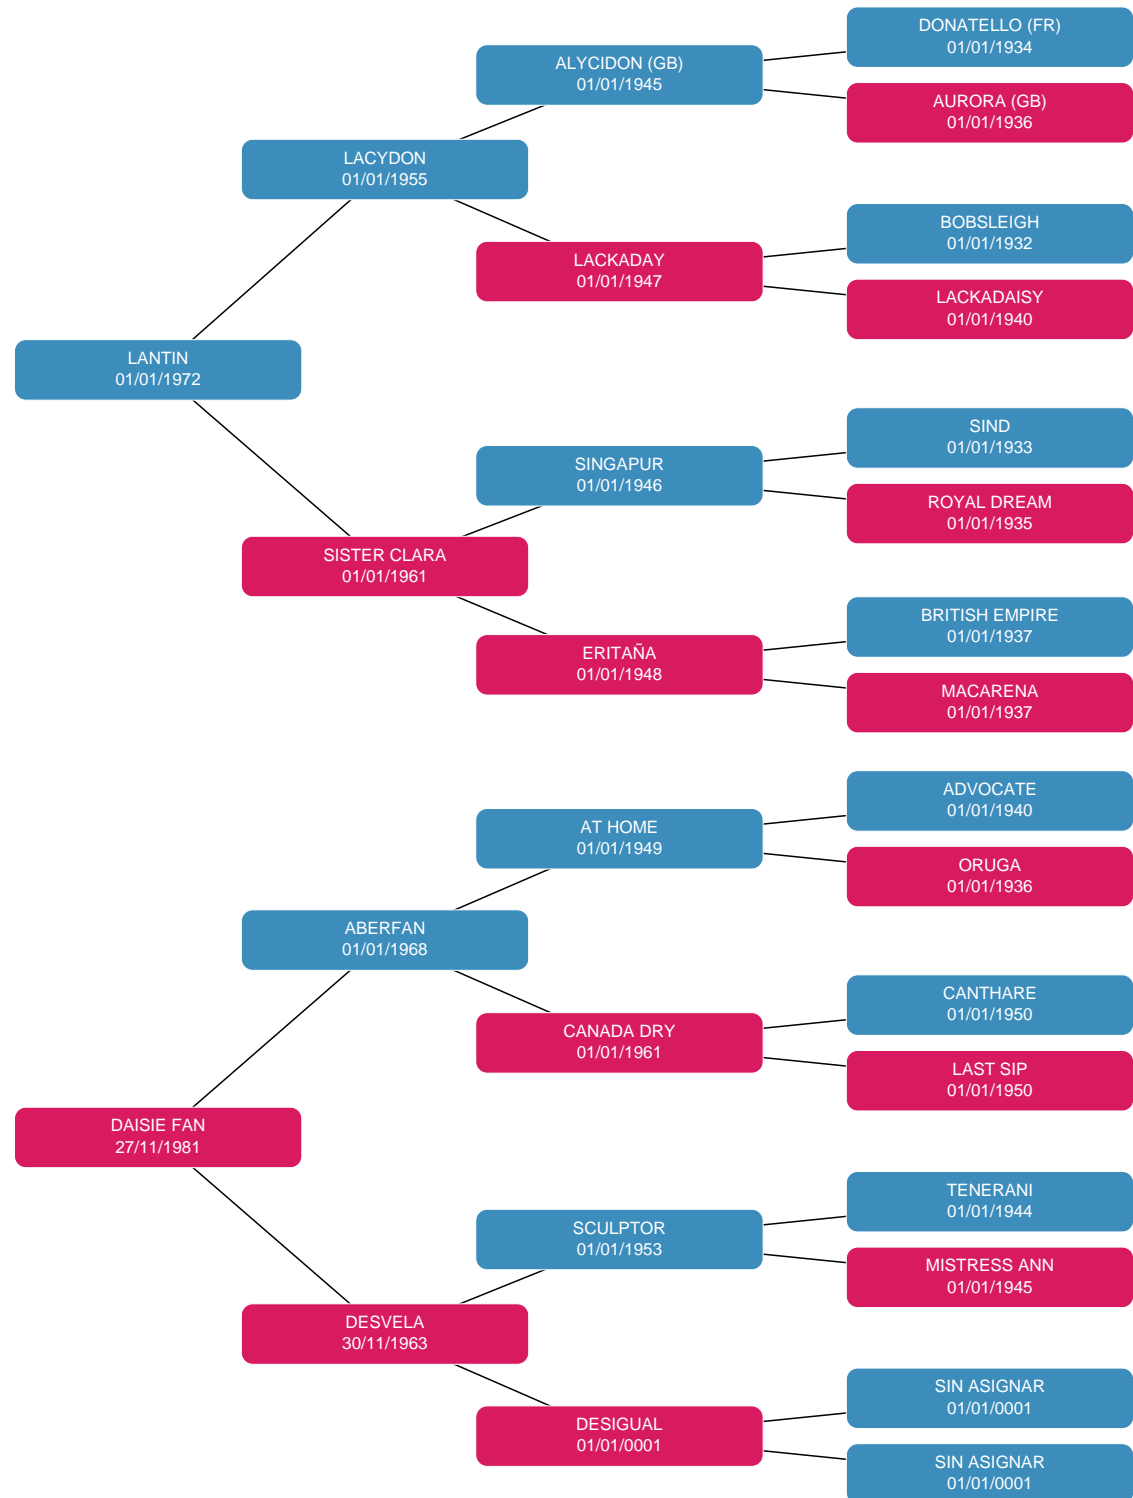 DONATELLO (FR)
01/01/1934
ALYCIDON (GB)
01/01/1945
AURORA (GB)
01/01/1936
LACYDON
01/01/1955
BOBSLEIGH
01/01/1932
LACKADAY
01/01/1947
LACKADAISY
01/01/1940
LANTIN
01/01/1972
SIND
01/01/1933
SINGAPUR
01/01/1946
ROYAL DREAM
01/01/1935
SISTER CLARA
01/01/1961
BRITISH EMPIRE
01/01/1937
ERITAÑA
01/01/1948
MACARENA
01/01/1937
ADVOCATE
01/01/1940
AT HOME
01/01/1949
ORUGA
01/01/1936
ABERFAN
01/01/1968
CANTHARE
01/01/1950
CANADA DRY
01/01/1961
LAST SIP
01/01/1950
DAISIE FAN
27/11/1981
TENERANI
01/01/1944
SCULPTOR
01/01/1953
MISTRESS ANN
01/01/1945
DESVELA
30/11/1963
SIN ASIGNAR
01/01/0001
DESIGUAL
01/01/0001
SIN ASIGNAR
01/01/0001